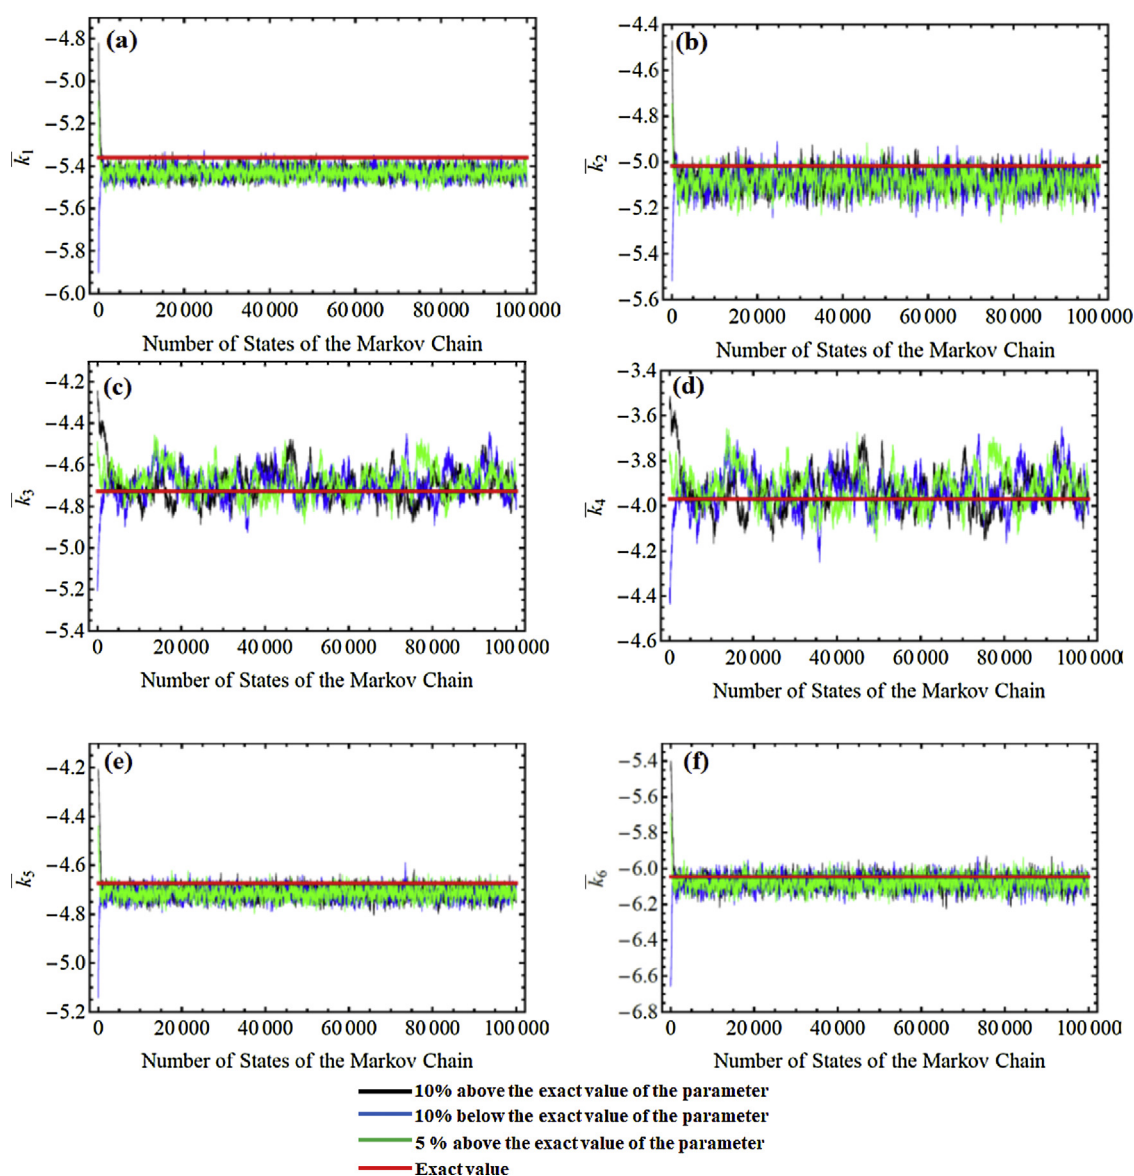 (a)
−4.8
−5.0
−5.2
−5.4
−5.6
−5.8
−6.0
k̅1
0 20 000 40 000 60 000 80 000 100 000
Number of States of the Markov Chain
(b)
−4.4
−4.6
−4.8
−5.0
−5.2
−5.4
−5.6
k̅2
0 20 000 40 000 60 000 80 000 100 000
Number of States of the Markov Chain
(c)
−4.2
−4.4
−4.6
−4.8
−5.0
−5.2
−5.4
k̅3
0 20 000 40 000 60 000 80 000 100 000
Number of States of the Markov Chain
(d)
−3.4
−3.6
−3.8
−4.0
−4.2
−4.4
−4.6
k̅4
0 20 000 40 000 60 000 80 000 100 000
Number of States of the Markov Chain
(e)
−4.2
−4.4
−4.6
−4.8
−5.0
−5.2
k̅5
0 20 000 40 000 60 000 80 000 100 000
Number of States of the Markov Chain
(f)
−5.4
−5.6
−5.8
−6.0
−6.2
−6.4
−6.6
−6.8
k̅6
0 20 000 40 000 60 000 80 000 100 000
Number of States of the Markov Chain
10% above the exact value of the parameter
10% below the exact value of the parameter
5 % above the exact value of the parameter
Exact value